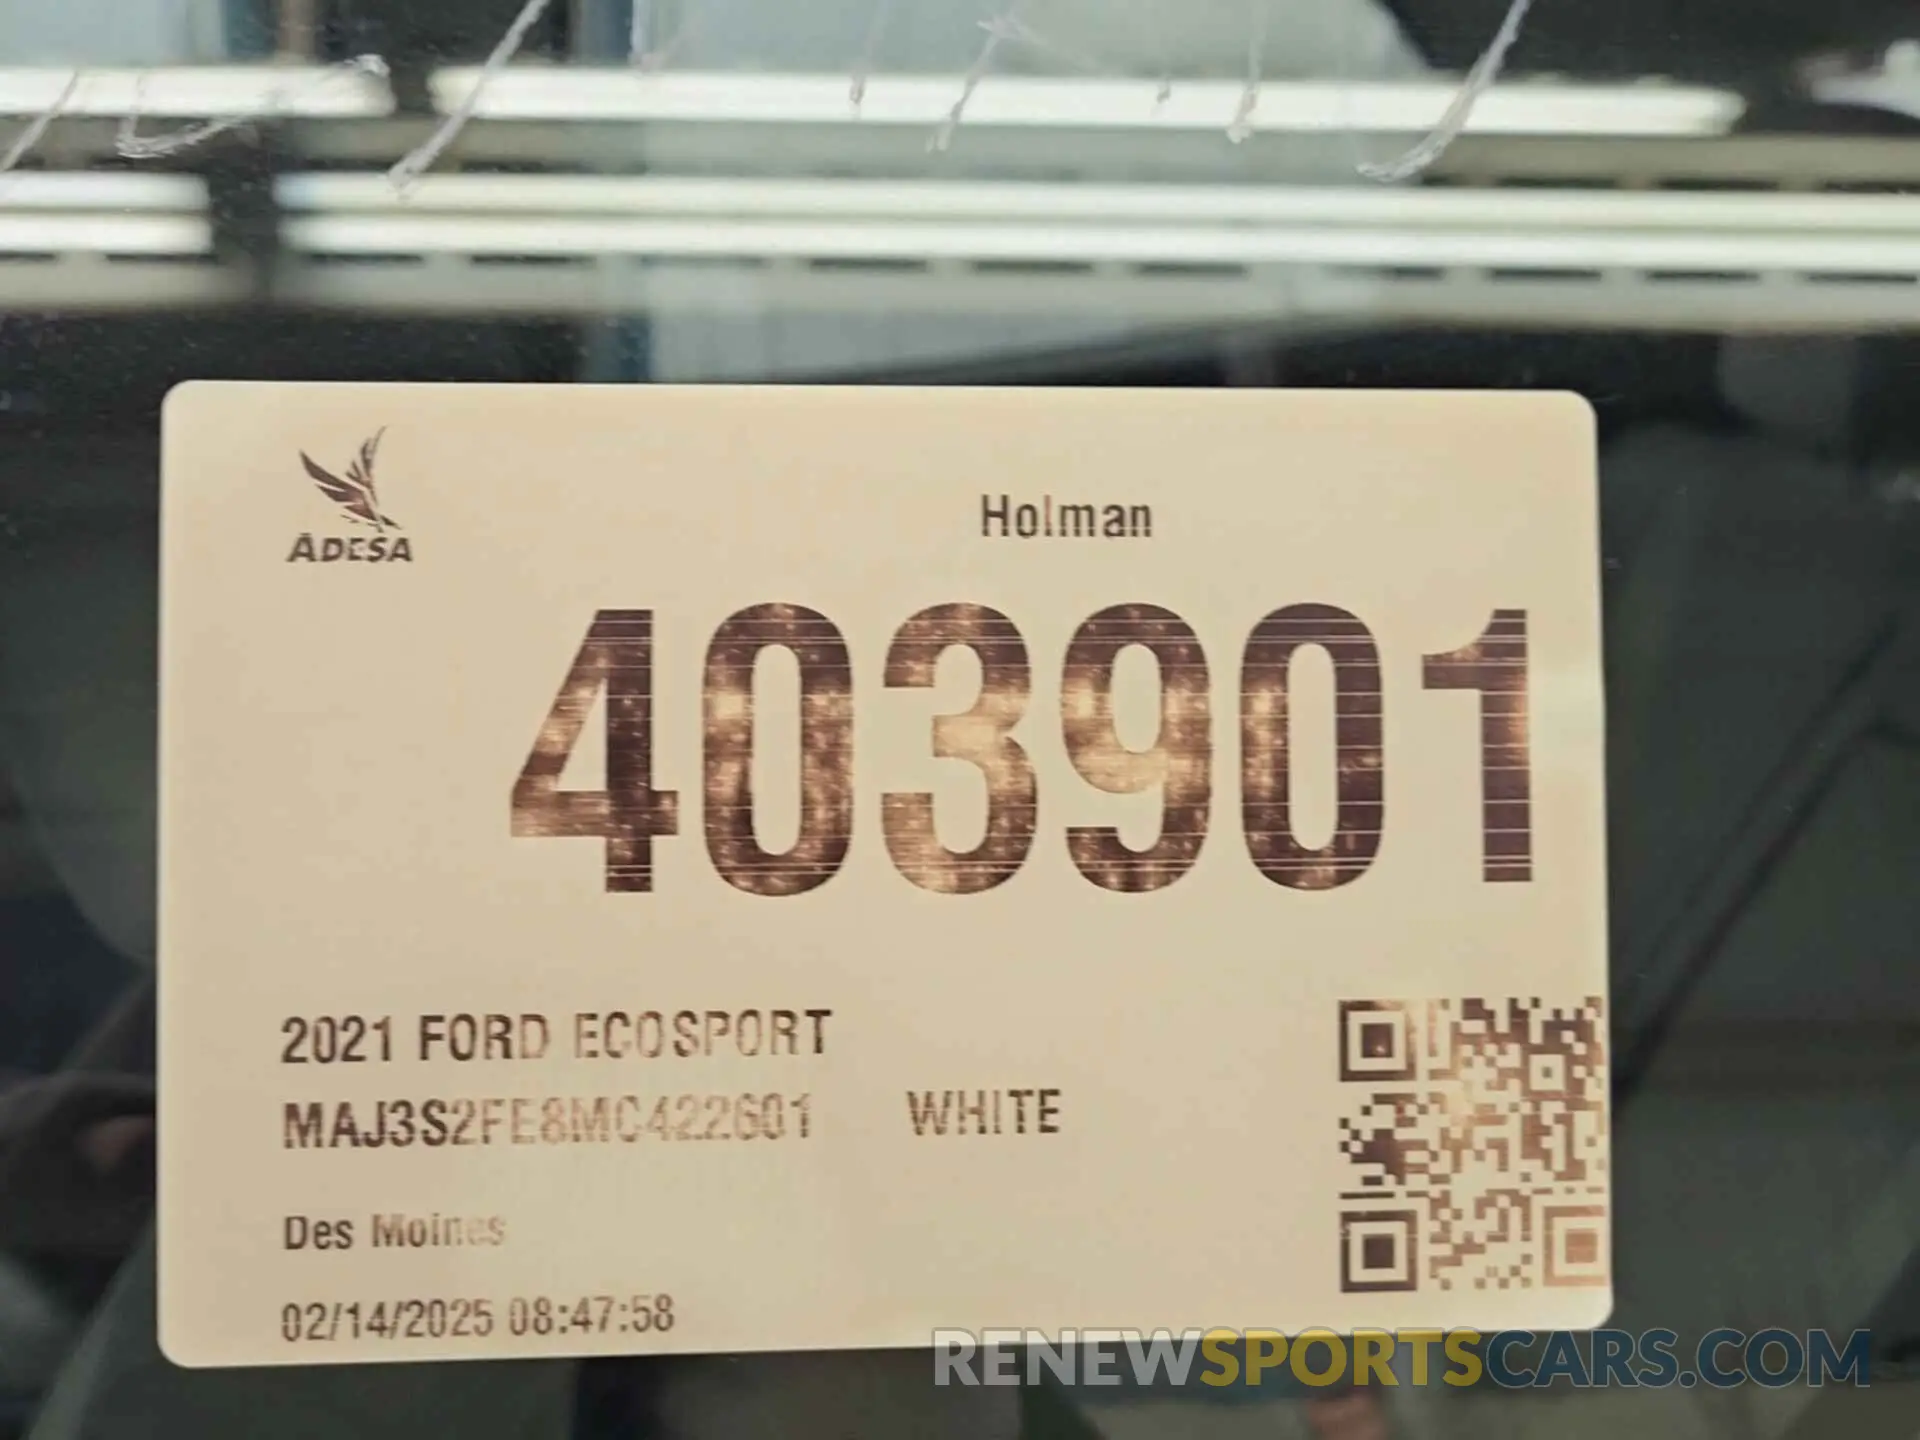 ADESA
Holman
403901
2021 FORD ECOSPORT
MAJ3S2FE8MC422601 WHITE
Des Moines
02/14/2025 08:47:58
RENEWSPORTSCARS.COM